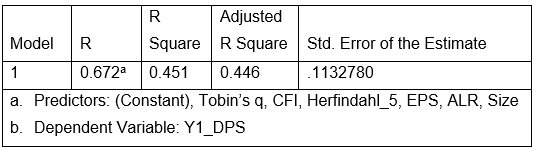 Model R R Square Adjusted R Square Std. Error of the Estimate
1 0.672a 0.451 0.446 .1132780
a. Predictors: (Constant), Tobin's q, CFI, Herfindahl_5, EPS, ALR, Size
b. Dependent Variable: Y1_DPS